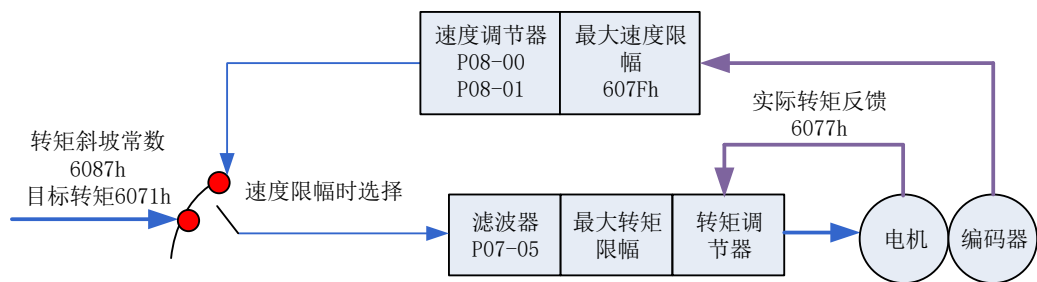 速度调节器
P08-00
P08-01
最大速度限
幅
607Fh
实际转矩反馈
6077h
转矩斜坡常数
6087h
目标转矩6071h
速度限幅时选择
滤波器
P07-05
最大转矩
限幅
转矩调
节器
电机
编码器